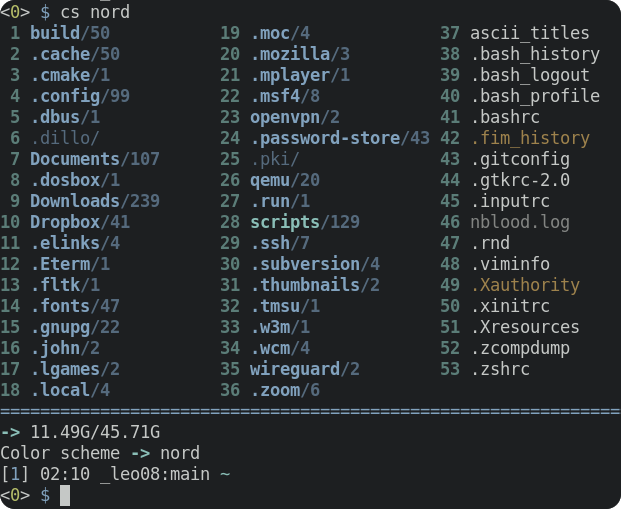 <0> $ cs nord
1 build/50 19 .moc/4 37 ascii_titles
2 .cache/50 20 .mozilla/3 38 .bash_history
3 .cmake/1 21 .mplayer/1 39 .bash_logout
4 .config/99 22 .msf4/8 40 .bash_profile
5 .dbus/1 23 openvpn/2 41 .bashrc
6 .dillo/ 24 .password-store/43 42 .fim_history
7 Documents/107 25 .pki/ 43 .gitconfig
8 .dosbox/1 26 qemu/20 44 .gtkrc-2.0
9 Downloads/239 27 .run/1 45 .inputrc
10 Dropbox/41 28 scripts/129 46 nblood.log
11 .elinks/4 29 .ssh/7 47 .rnd
12 .Eterm/1 30 .subversion/4 48 .viminfo
13 .fltk/1 31 .thumbnails/2 49 .Xauthority
14 .fonts/47 32 .tmsu/1 50 .xinitrc
15 .gnupg/22 33 .w3m/1 51 .Xresources
16 .john/2 34 .wcm/4 52 .zcompdump
17 .lgames/2 35 wireguard/2 53 .zshrc
18 .local/4 36 .zoom/6
==============================================================
-> 11.49G/45.71G
Color scheme -> nord
[1] 02:10 _leo08:main ~
<0> $